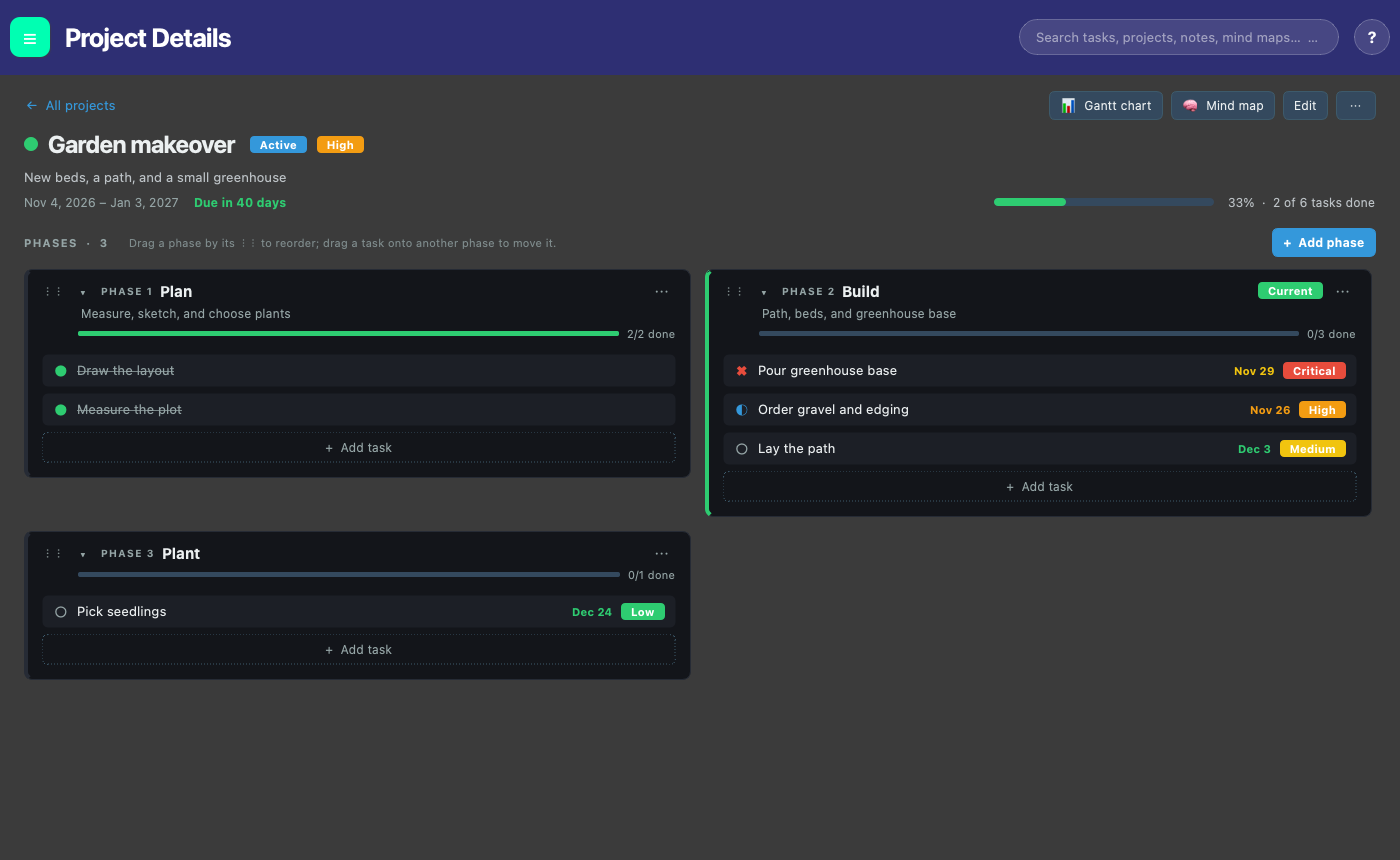 Project Details
Search tasks, projects, notes, mind maps... ...
?
← All projects
Gantt chart
Mind map
Edit
...
Garden makeover Active High
New beds, a path, and a small greenhouse
Nov 4, 2026 – Jan 3, 2027 Due in 40 days
33% · 2 of 6 tasks done
PHASES · 3 Drag a phase by its ⋮⋮ to reorder; drag a task onto another phase to move it.
+ Add phase
PHASE 1 Plan
...
Measure, sketch, and choose plants
2/2 done
Draw the layout
Measure the plot
+ Add task
PHASE 2 Build
Current ...
Path, beds, and greenhouse base
0/3 done
Pour greenhouse base Nov 29 Critical
Order gravel and edging Nov 26 High
Lay the path Dec 3 Medium
+ Add task
PHASE 3 Plant
...
0/1 done
Pick seedlings Dec 24 Low
+ Add task